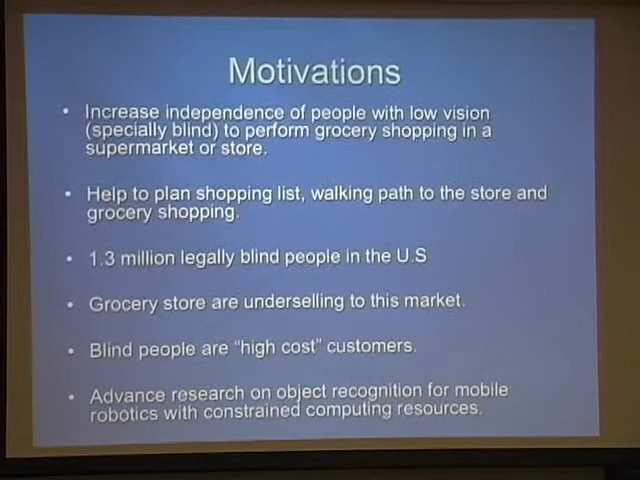 Motivations
• Increase independence of people with low vision
(specially blind) to perform grocery shopping in a
supermarket or store.
• Help to plan shopping list, walking path to the store and
grocery shopping.
• 1.3 million legally blind people in the U.S
• Grocery store are underselling to this market.
• Blind people are "high cost" customers.
• Advance research on object recognition for mobile
robotics with constrained computing resources.